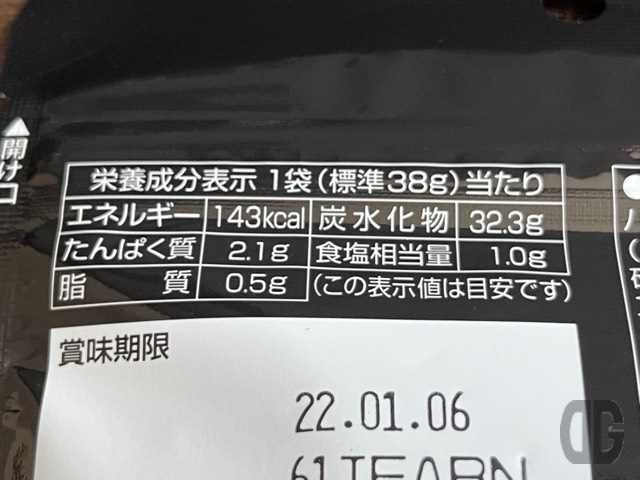 ▲開け口
栄養成分表示 1袋(標準38g)当たり
エネルギー 143kcal 炭水化物 32.3g
たんぱく質 2.1g 食塩相当量 1.0g
脂質 0.5g (この表示値は目安です)
賞味期限
22.01.06
DG